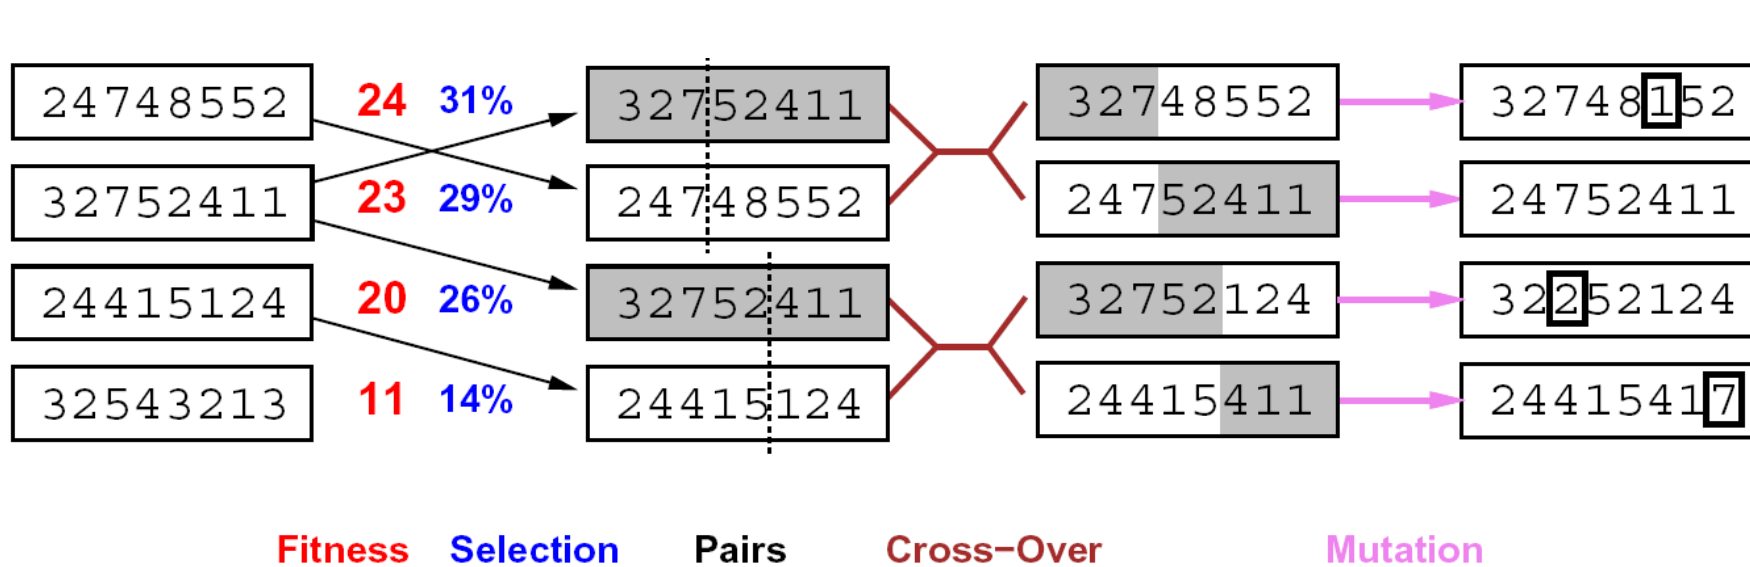 24748552 24 31% 32752411 32748552 32748152
32752411 23 29% 24748552 24752411 24752411
24415124 20 26% 32752411 32752124 32252124
32543213 11 14% 24415124 24415411 24415417
Fitness Selection Pairs Cross−Over Mutation